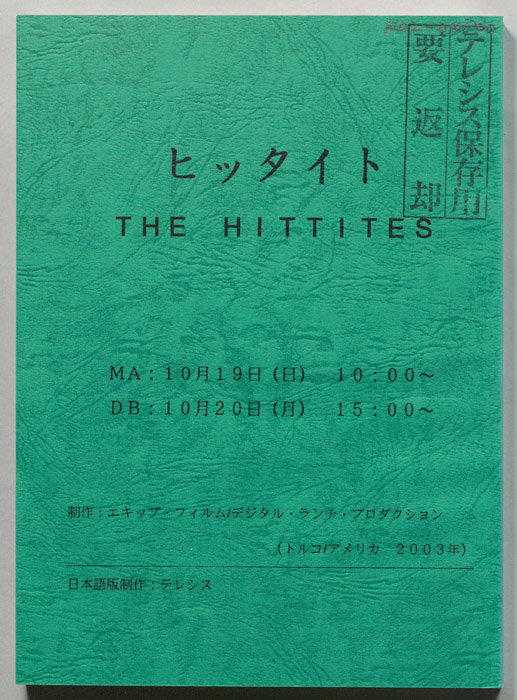 テレシス保存用
要返却
ヒッタイト
THE HITTITES
MA：10月19日（日） 10：00～
DB：10月20日（月） 15：00～
制作：エキップ・フィルム/デジタル・ランチ・プロダクション
（トルコ/アメリカ 2003年）
日本語版制作：テレシス